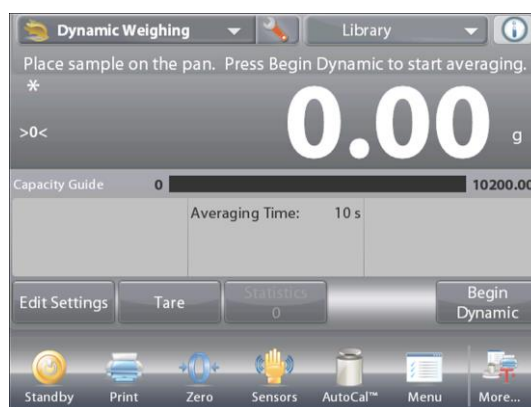 Dynamic Weighing Library
Place sample on the pan. Press Begin Dynamic to start averaging.
*
>0< 0.00 g
Capacity Guide 0 10200.00
Averaging Time: 10 s
Edit Settings Tare Statistics 0 Begin Dynamic
Standby Print Zero Sensors AutoCal™ Menu More...